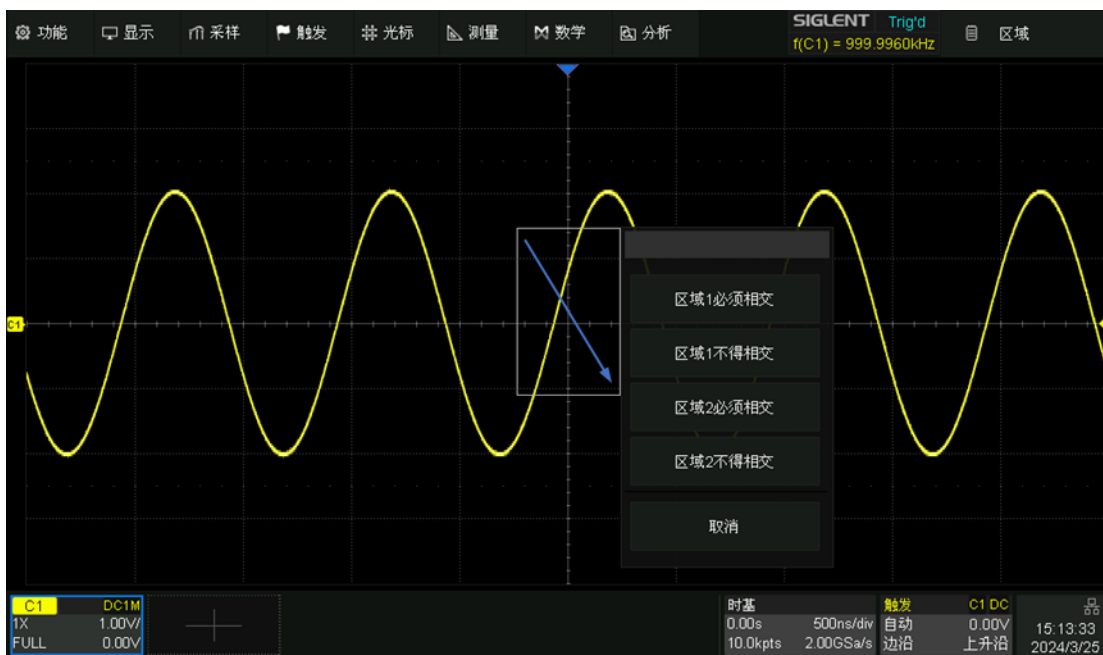 功能 显示 采样 触发 光标 测量 数学 分析 SIGLENT Trig'd 区域
f(C1) = 999.9960kHz
区域1必须相交
C1
区域1不得相交
区域2必须相交
区域2不得相交
取消
C1 DC1M
1X 1.00V/
FULL 0.00V
时基
0.00s 500ns/div
10.0kpts 2.00GSa/s
触发 C1 DC
自动 0.00V
边沿 上升沿
15:13:33
2024/3/25